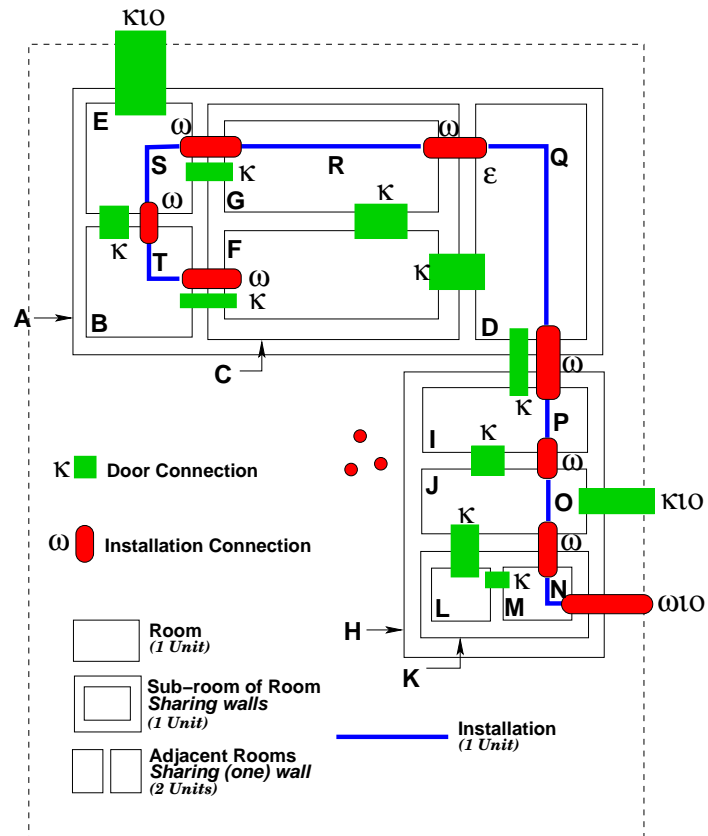 κιο
E
ω
ω
S
R
Q
ω
κ
κ
ε
G
κ
T
F
κ
ω
κ
A
B
D
C
ω
κ
P
I
κ
ω
J
κ Door Connection
O
κιο
κ
ω
ω Installation Connection
κ
N
L
M
ωιο
H
K
Room
(1 Unit)
Sub-room of Room
Sharing walls
(1 Unit)
Installation
(1 Unit)
Adjacent Rooms
Sharing (one) wall
(2 Units)